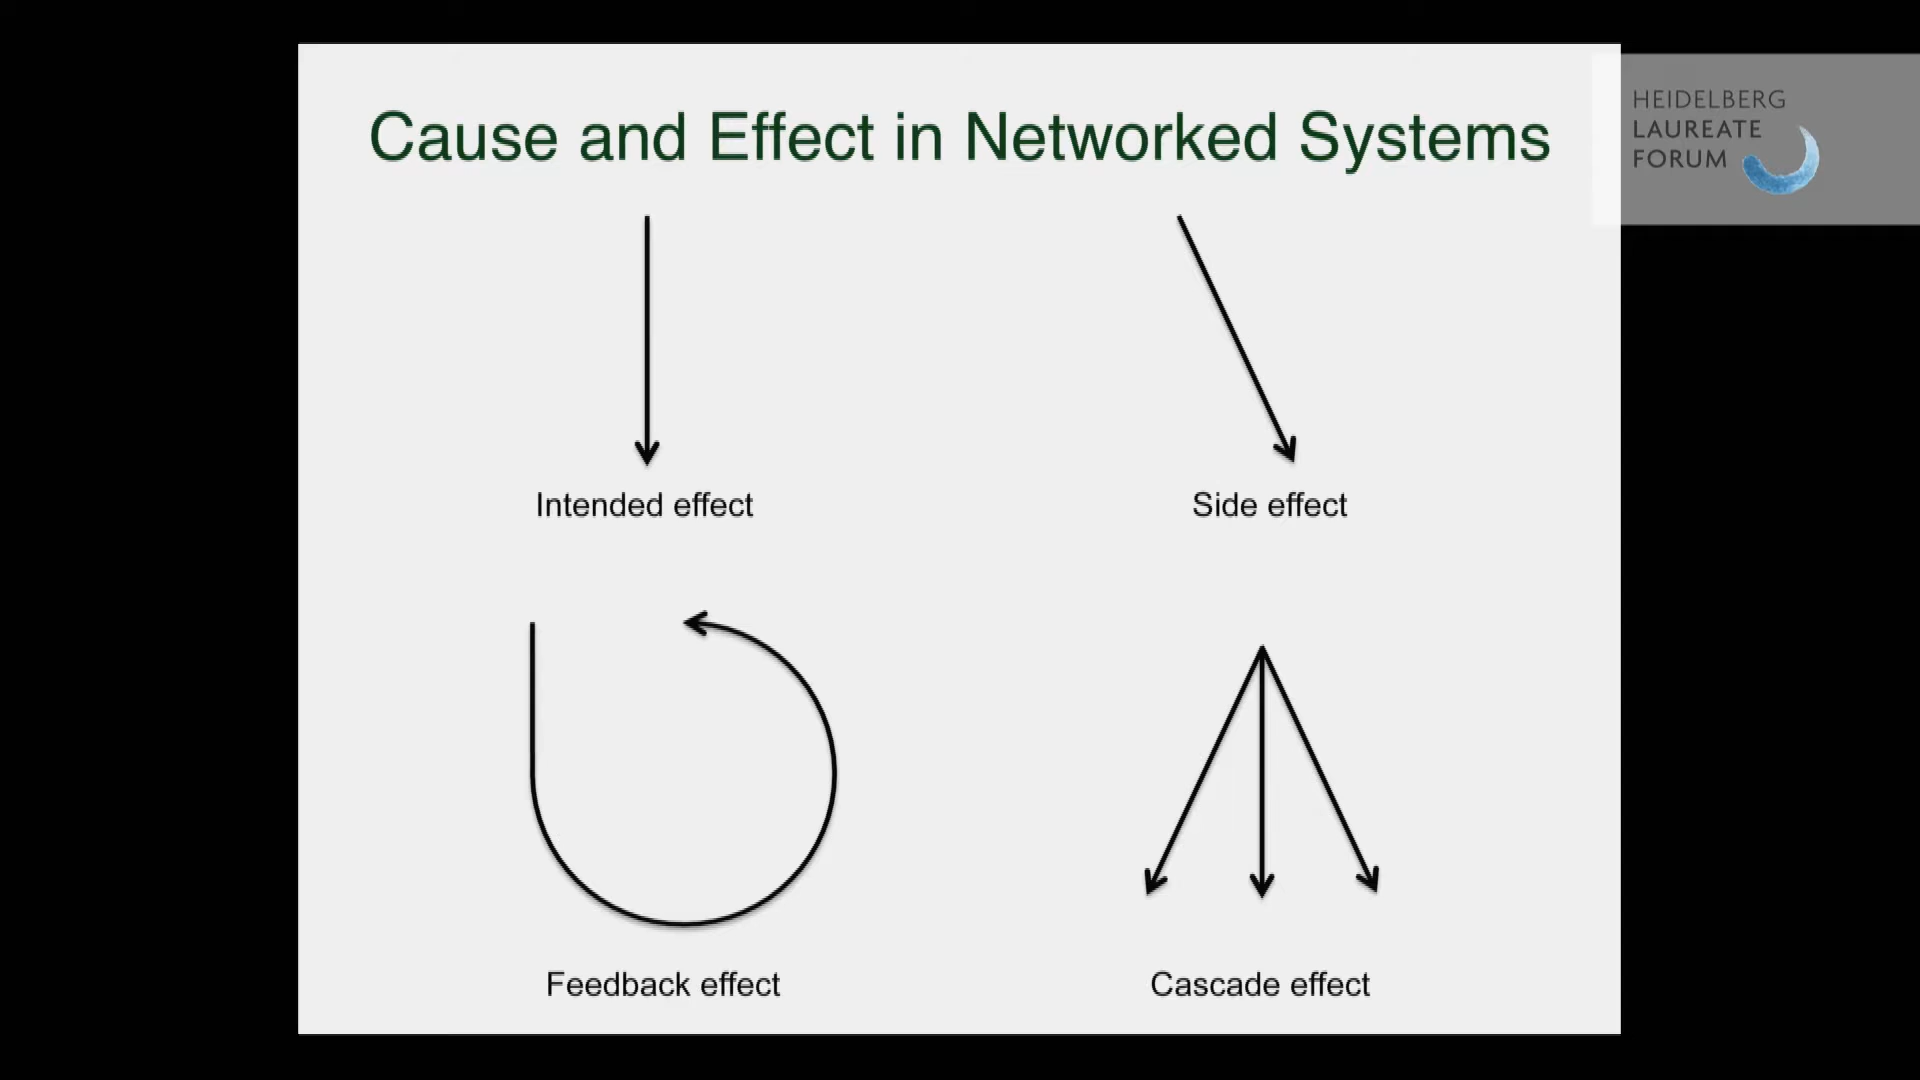 Cause and Effect in Networked Systems
HEIDELBERG
LAUREATE
FORUM
Intended effect
Side effect
Feedback effect
Cascade effect